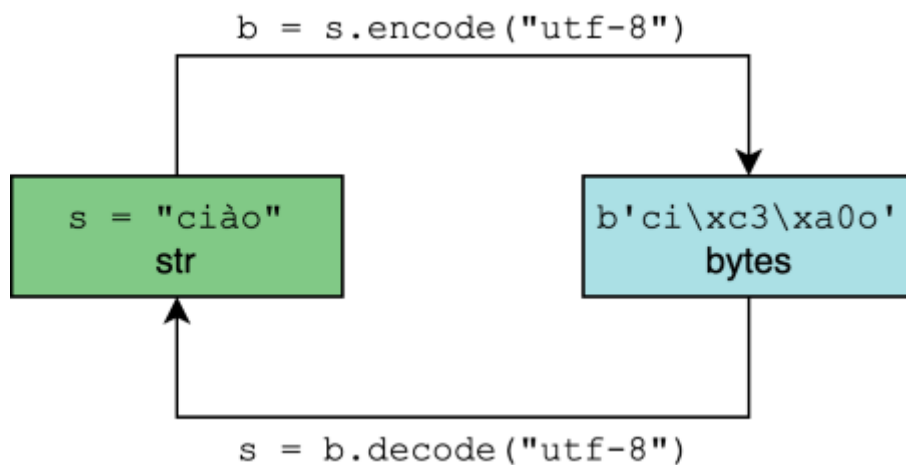 b = s.encode("utf-8")
s = "ciào"
str
b'ci\xc3\xa0o'
bytes
s = b.decode("utf-8")